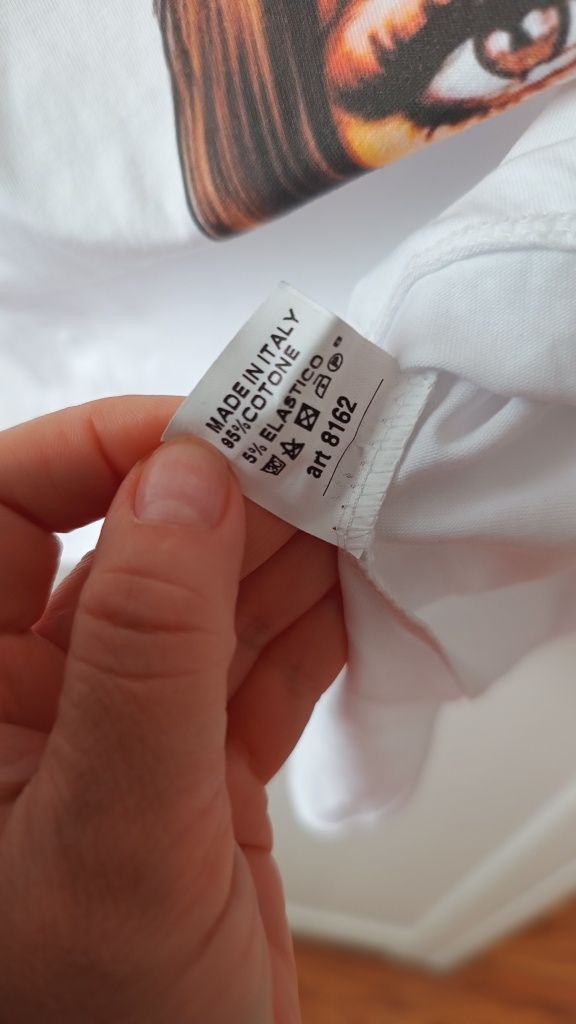 MADE IN ITALY
95% COTONE
5% ELASTICO
art 8162